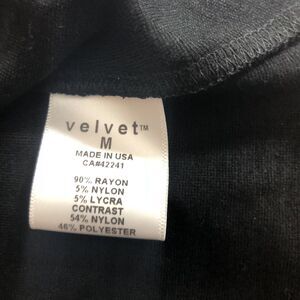 velvet™
M
MADE IN USA
CA#42241
90% RAYON
5% NYLON
5% LYCRA
CONTRAST
54% NYLON
46% POLYESTER